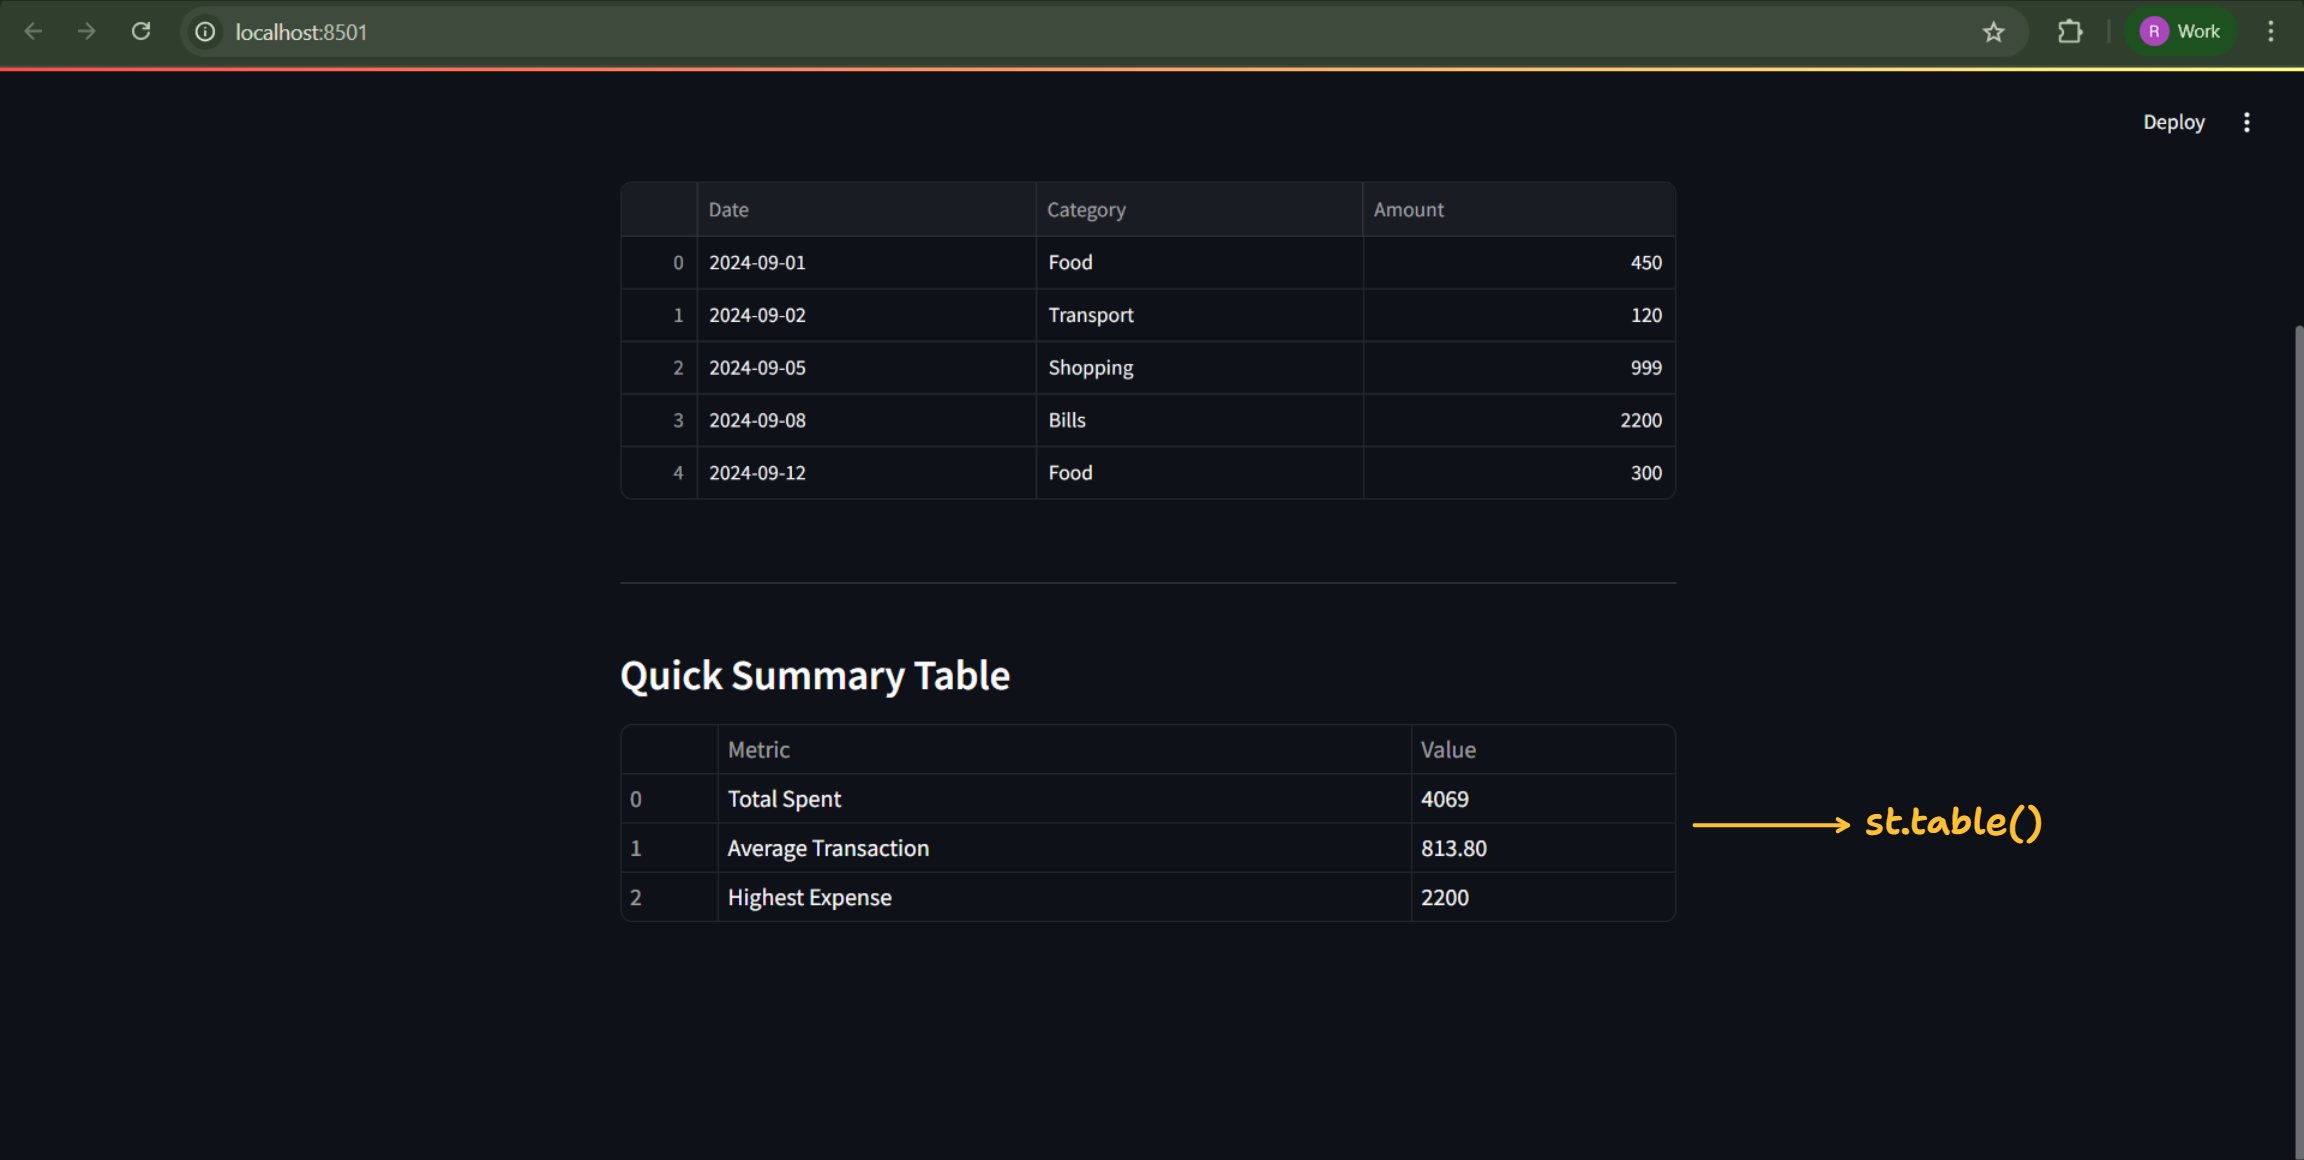 localhost:8501
R Work
Deploy
Date Category Amount
0 2024-09-01 Food 450
1 2024-09-02 Transport 120
2 2024-09-05 Shopping 999
3 2024-09-08 Bills 2200
4 2024-09-12 Food 300
Quick Summary Table
Metric Value
0 Total Spent 4069
1 Average Transaction 813.80
2 Highest Expense 2200
st.table()